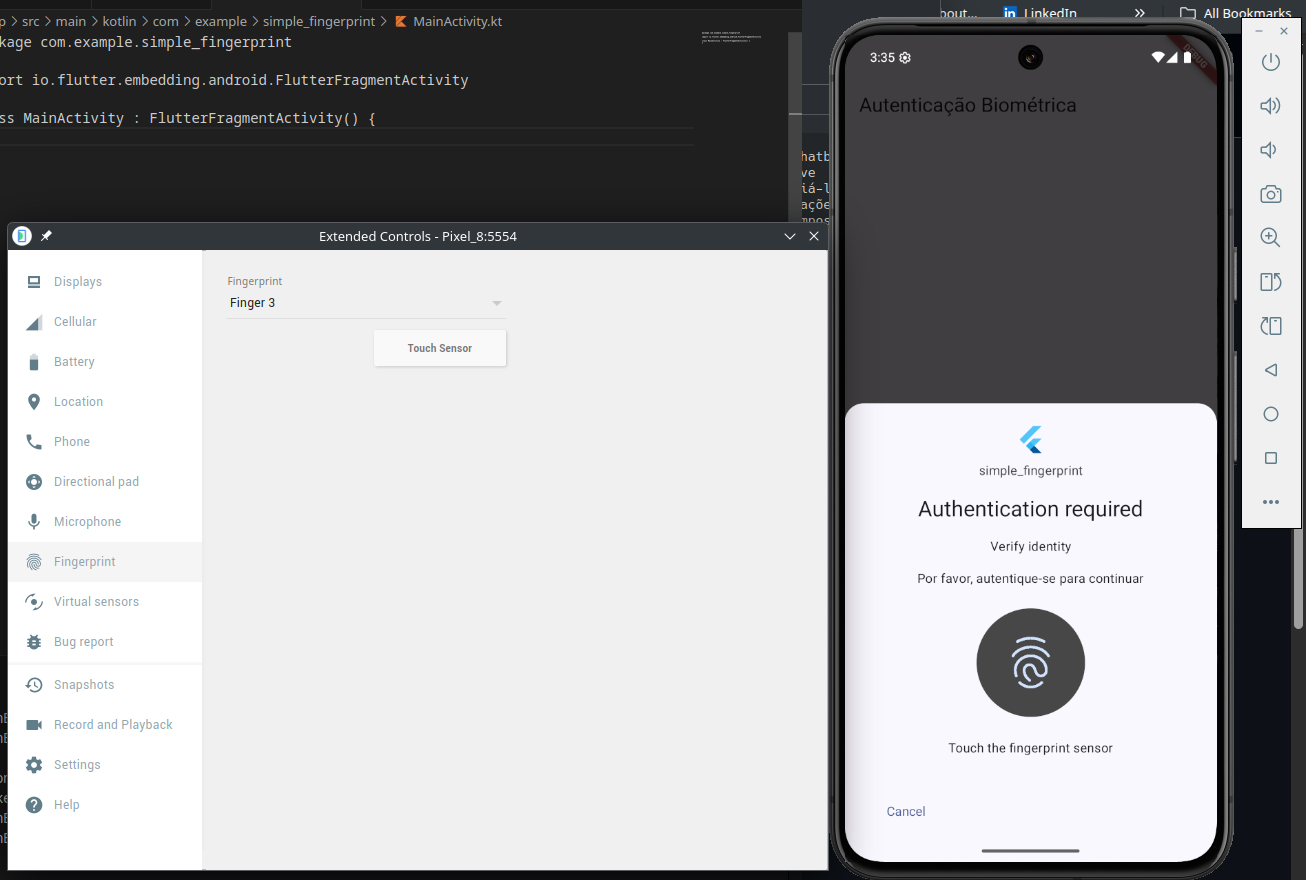 src > main > kotlin > com > example > simple_fingerprint > MainActivity.kt
kage com.example.simple_fingerprint
ort io.flutter.embedding.android.FlutterFragmentActivity
ss MainActivity : FlutterFragmentActivity() {
bout...
LinkedIn
»
All Bookmarks
hatb
ve
iá-l
ações
mpos
Extended Controls - Pixel_8:5554
Displays
Cellular
Battery
Location
Phone
Directional pad
Microphone
Fingerprint
Virtual sensors
Bug report
Snapshots
Record and Playback
Settings
Help
Fingerprint
Finger 3
Touch Sensor
3:35
DEBUG
Autenticação Biométrica
simple_fingerprint
Authentication required
Verify identity
Por favor, autentique-se para continuar
Touch the fingerprint sensor
Cancel